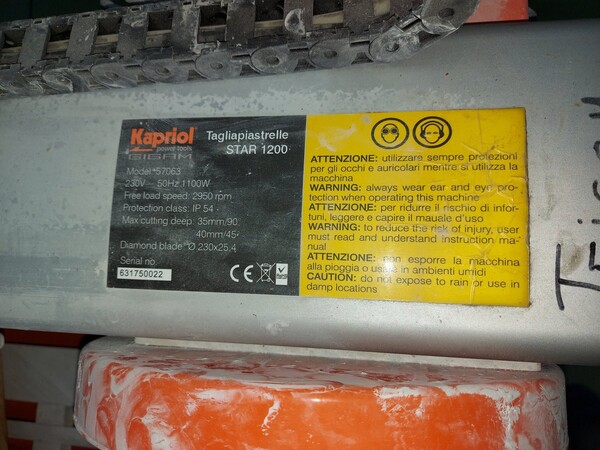 Kapriol
power tools
GIGAM
Tagliapiastrelle
STAR 1200
Model: 57063
230V ~ 50Hz 1100W
Free load speed: 2950 rpm
Protection class: IP 54
Max cutting deep: 35mm/90
40mm/45
Diamond blade: Ø 230x25.4
Serial no.
631750022
CE
ATTENZIONE: utilizzare sempre protezioni
per gli occhi e auricolari mentre si utilizza la
macchina
WARNING: always wear ear and eye pro-
tection when operating this machine
ATTENZIONE: per ridurre il rischio di infor-
tuni, leggere e capire il mauale d'uso
WARNING: to reduce the risk of injury, user
must read and understand instruction ma-
nual
ATTENZIONE: non esporre la macchina
alla pioggia o usare in ambienti umidi
CAUTION: do not expose to rain or use in
damp locations